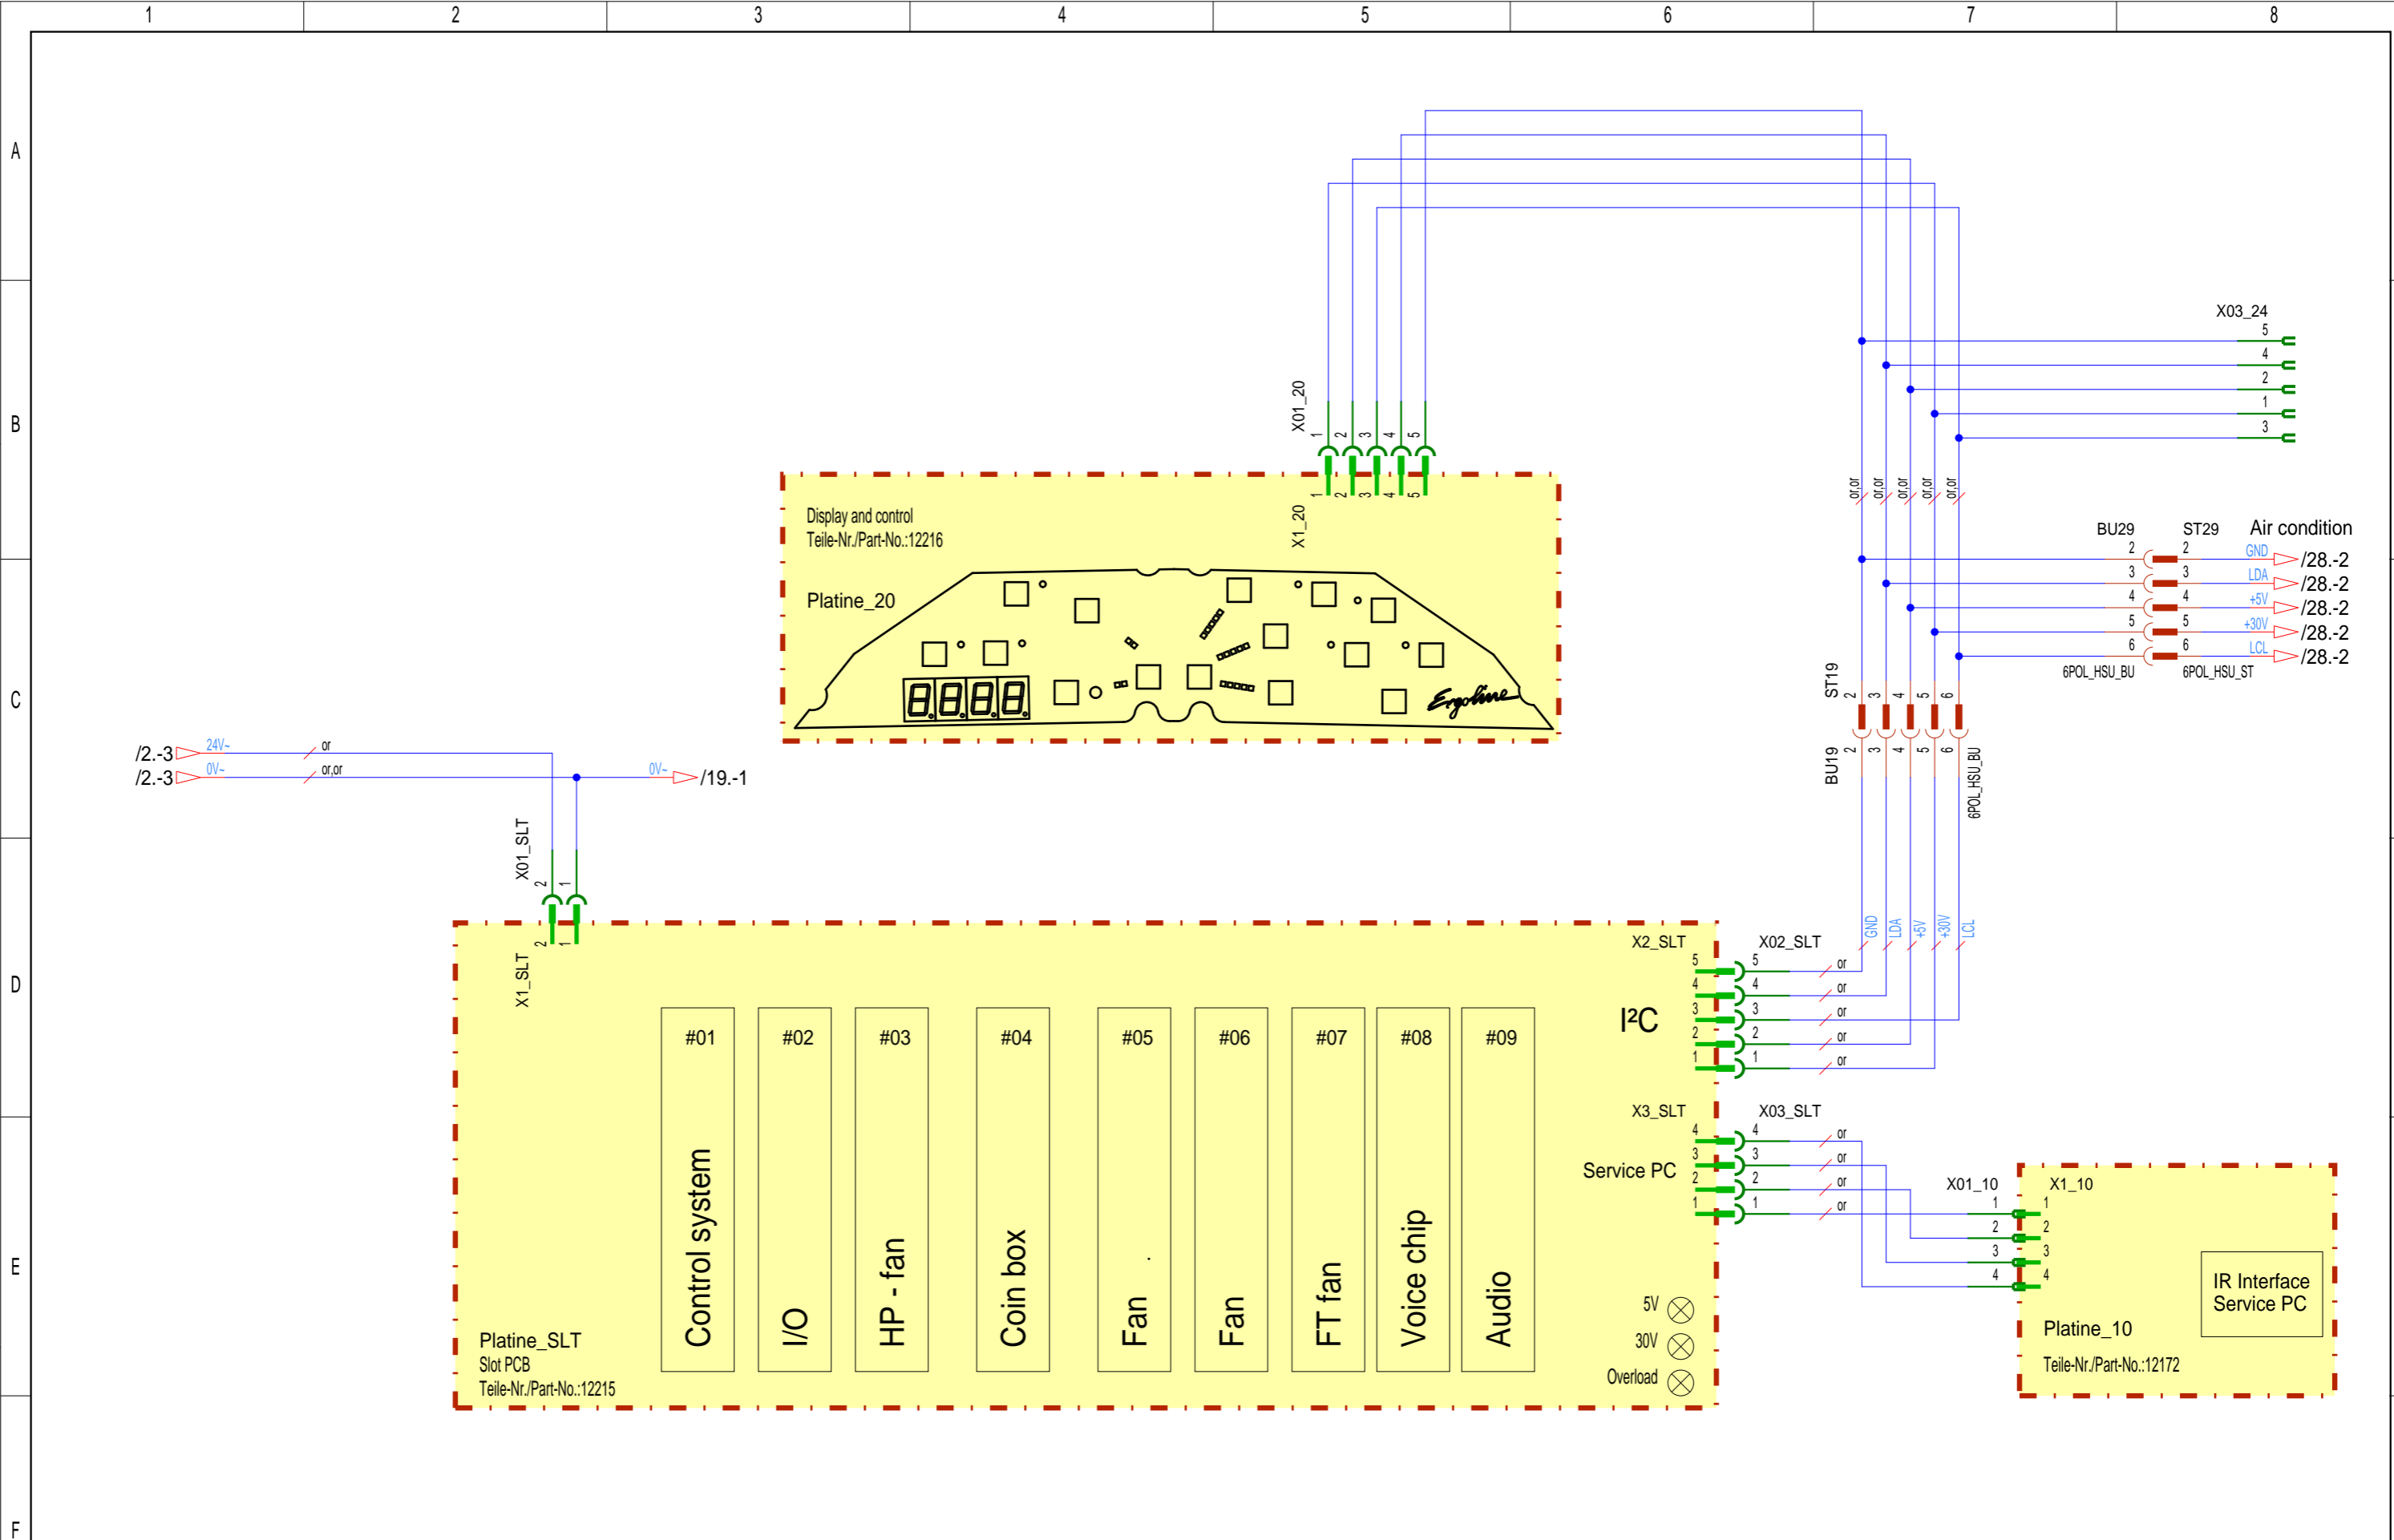 1 2 3 4 5 6 7 8
A
B
C
D
E
F
X03_24
5
4
2
1
3
X01_20
1 2 3 4 5
1 2 3 4 5
X1_20
Display and control
Teile-Nr./Part-No.:12216
Platine_20
8.8.8.8.
Ergoline
or,or or,or or,or or,or or,or
BU29 ST29 Air condition
2 2 GND /28.-2
3 3 LDA /28.-2
4 4 +5V /28.-2
5 5 +30V /28.-2
6 6 LCL /28.-2
6POL_HSU_BU 6POL_HSU_ST
ST19
2 3 4 5 6
BU19
2 3 4 5 6
6POL_HSU_BU
/2.-3 24V~ or
/2.-3 0V~ or,or 0V~ /19.-1
X01_SLT
2 1
2 1
X1_SLT
GND LDA +5V +30V LCL
X2_SLT X02_SLT
5 5 or
4 4 or
3 3 or
2 2 or
1 1 or
I²C
#01 #02 #03 #04 #05 #06 #07 #08 #09
Control system
I/O
HP - fan
Coin box
Fan
Fan
FT fan
Voice chip
Audio
X3_SLT X03_SLT
4 4 or
3 3 or
2 2 or
1 1 or
Service PC
5V
30V
Overload
Platine_SLT
Slot PCB
Teile-Nr./Part-No.:12215
X01_10 X1_10
1 1
2 2
3 3
4 4
IR Interface
Service PC
Platine_10
Teile-Nr./Part-No.:12172